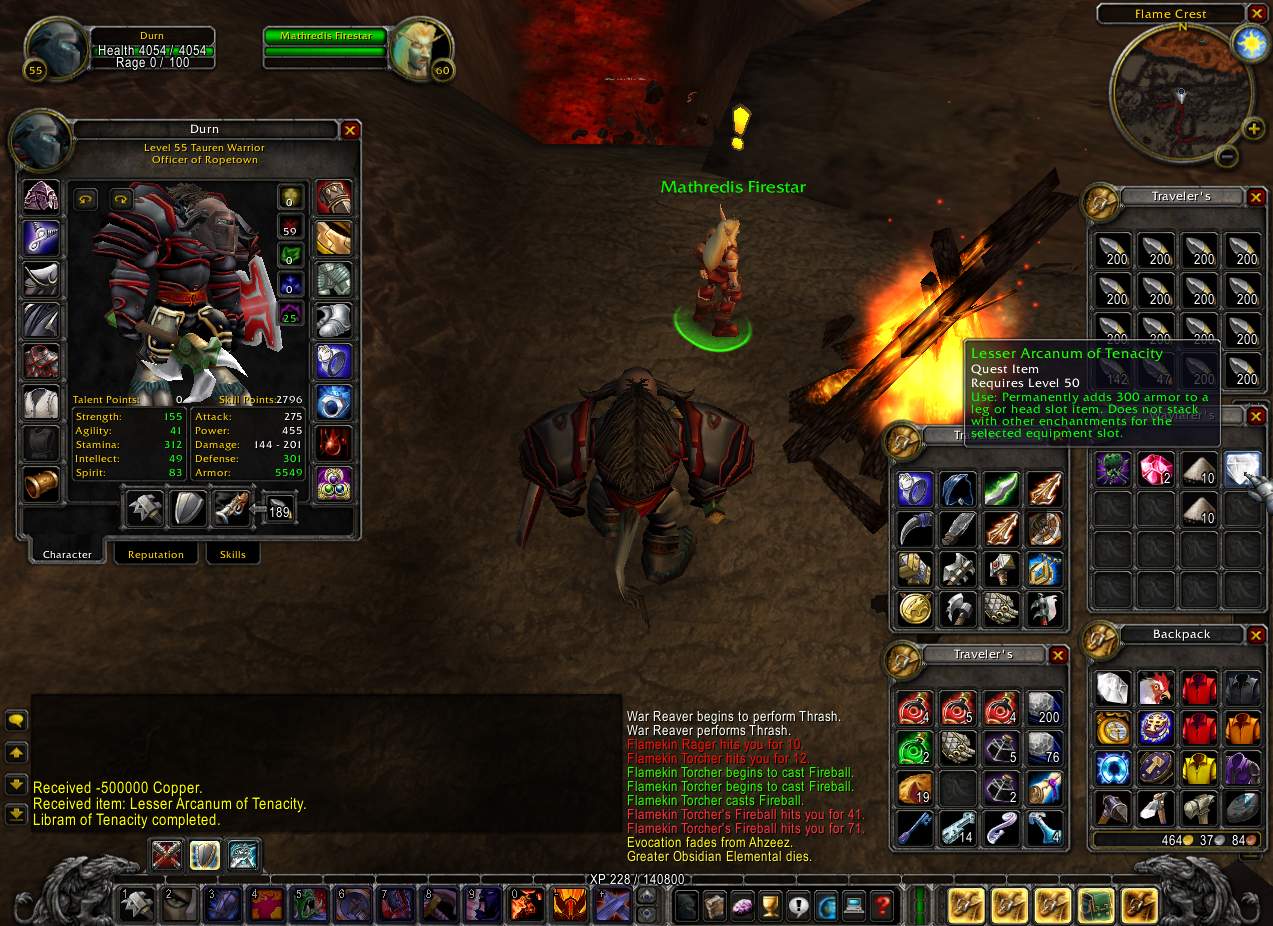 Durn
Health 4054 / 4054
Rage 0 / 100
55
Mathredis Firestar
60
Flame Crest
N
Durn
Level 55 Tauren Warrior
Officer of Ropetown
0
59
0
0
25
Talent Points: 0 Skill Points: 2796
Strength: 155
Agility: 41
Stamina: 312
Intellect: 49
Spirit: 83
Attack: 275
Power: 455
Damage: 144 - 201
Defense: 301
Armor: 5549
189
Character
Reputation
Skills
Mathredis Firestar
Traveler's
200 200 200 200
200 200 200 200
200 200 200 200
142 47 200 200
Lesser Arcanum of Tenacity
Quest Item
Requires Level 50
Use: Permanently adds 300 armor to a
leg or head slot item. Does not stack
with other enchantments for the
selected equipment slot.
2 10
10
Traveler's
4 5 4 200
2 5 76
19 2
14 4
Backpack
464 37 84
Received -500000 Copper.
Received item: Lesser Arcanum of Tenacity.
Libram of Tenacity completed.
War Reaver begins to perform Thrash.
War Reaver performs Thrash.
Flamekin Rager hits you for 10.
Flamekin Torcher hits you for 12.
Flamekin Torcher begins to cast Fireball.
Flamekin Torcher begins to cast Fireball.
Flamekin Torcher casts Fireball.
Flamekin Torcher's Fireball hits you for 41.
Flamekin Torcher's Fireball hits you for 71.
Evocation fades from Ahzeez.
Greater Obsidian Elemental dies.
XP 228 / 140800
1 2 3 4 5 6 7 8 9 0 - +